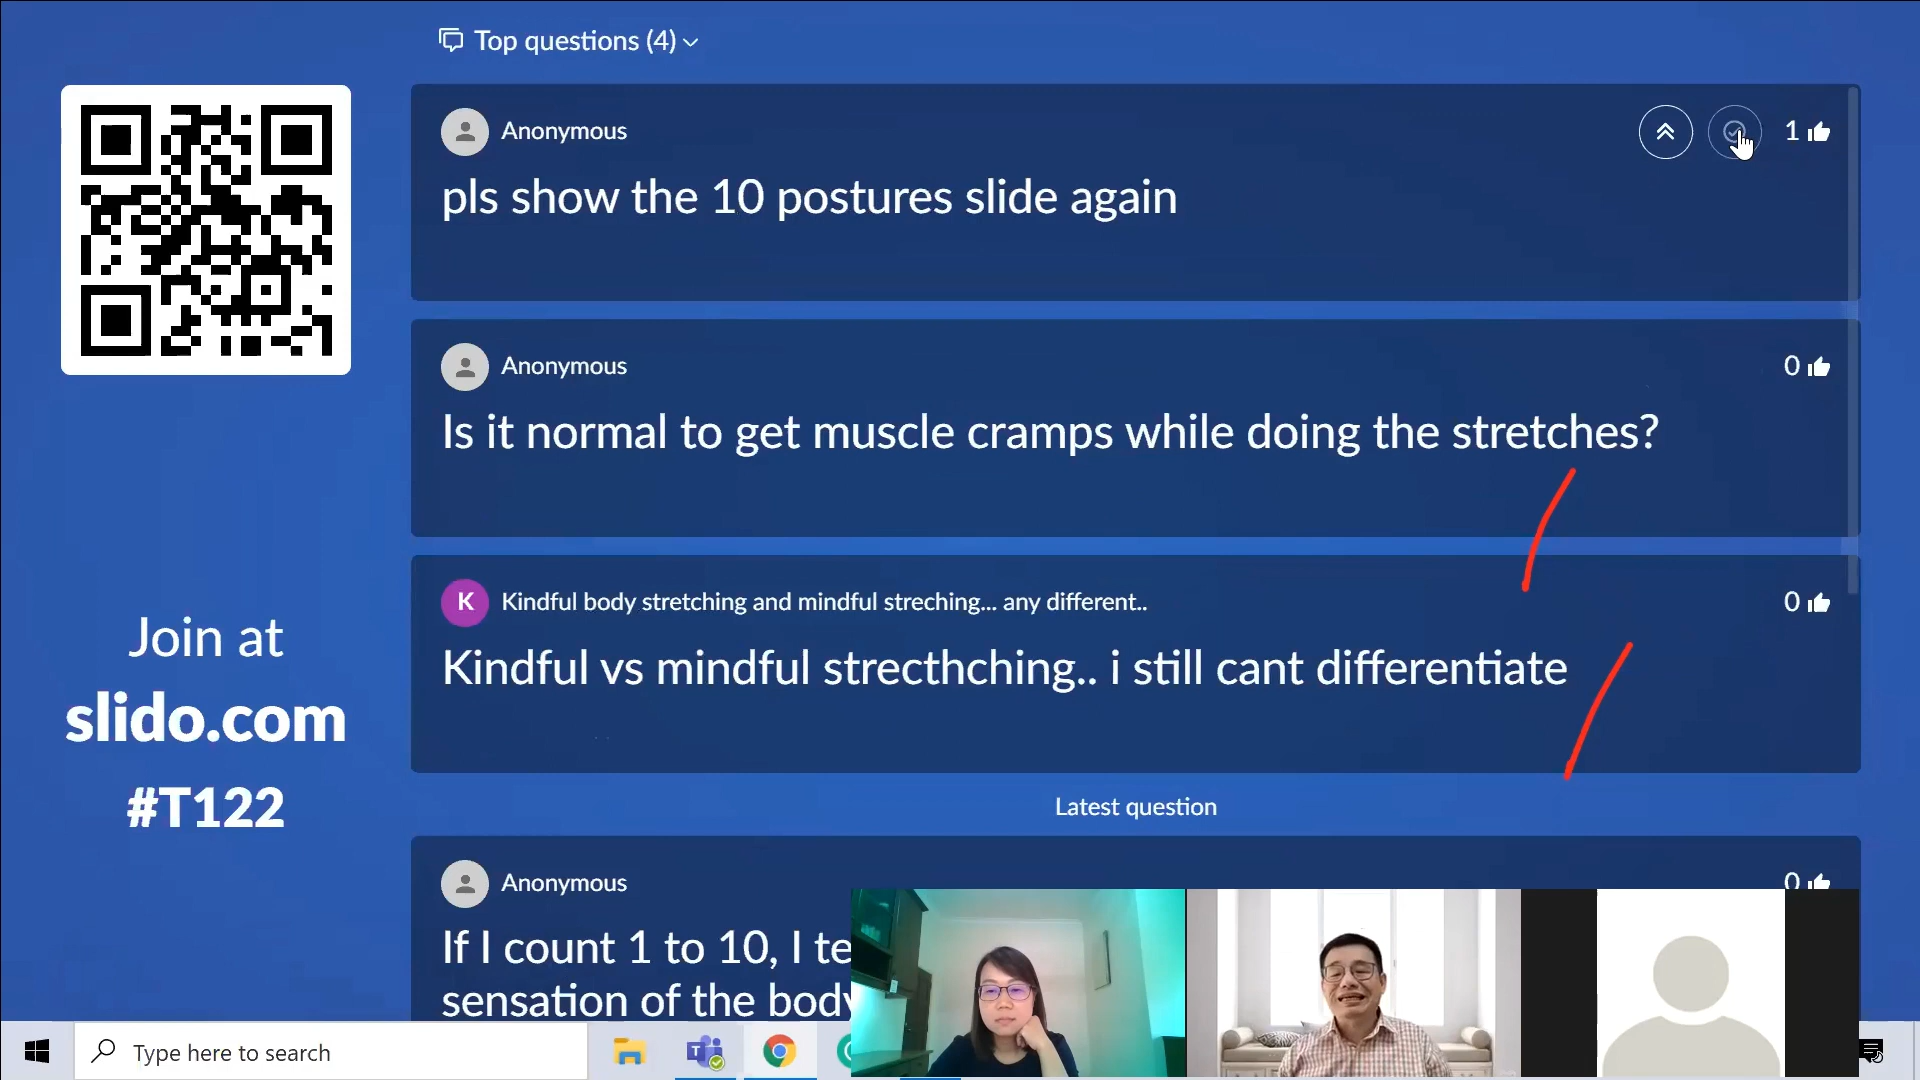 Top questions (4)
Anonymous
1
pls show the 10 postures slide again
Anonymous
0
Is it normal to get muscle cramps while doing the stretches?
K
Kindful body stretching and mindful streching... any different..
0
Kindful vs mindful strecthching.. i still cant differentiate
Join at
slido.com
#T122
Latest question
Anonymous
0
If I count 1 to 10, I
sensation of the body
Type here to search